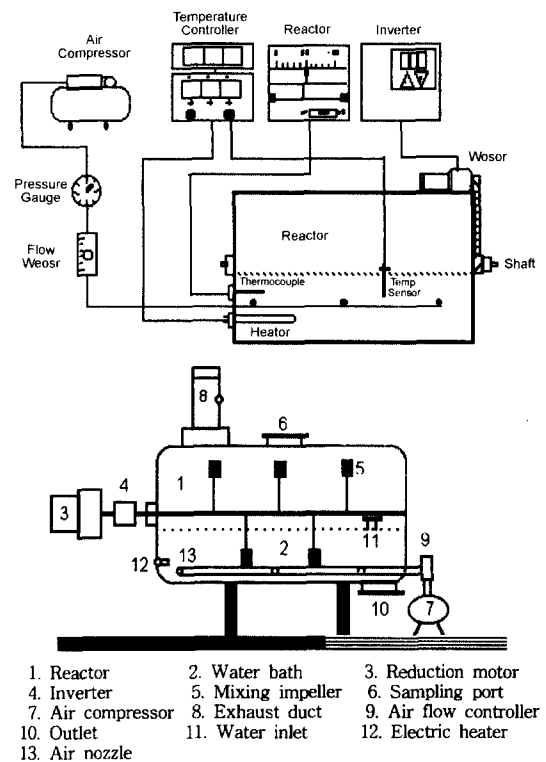 Air
Compressor
Temperature
Controller
Reactor
Inverter
Pressure
Gauge
Flow
Weosr
Wosor
Reactor
Shaft
Thermocouple
Temp
Sensor
Heator
8
6
1
5
4
3
11
9
12
13
2
10
7
1. Reactor 2. Water bath 3. Reduction motor
4. Inverter 5. Mixing impeller 6. Sampling port
7. Air compressor 8. Exhaust duct 9. Air flow controller
10. Outlet 11. Water inlet 12. Electric heater
13. Air nozzle